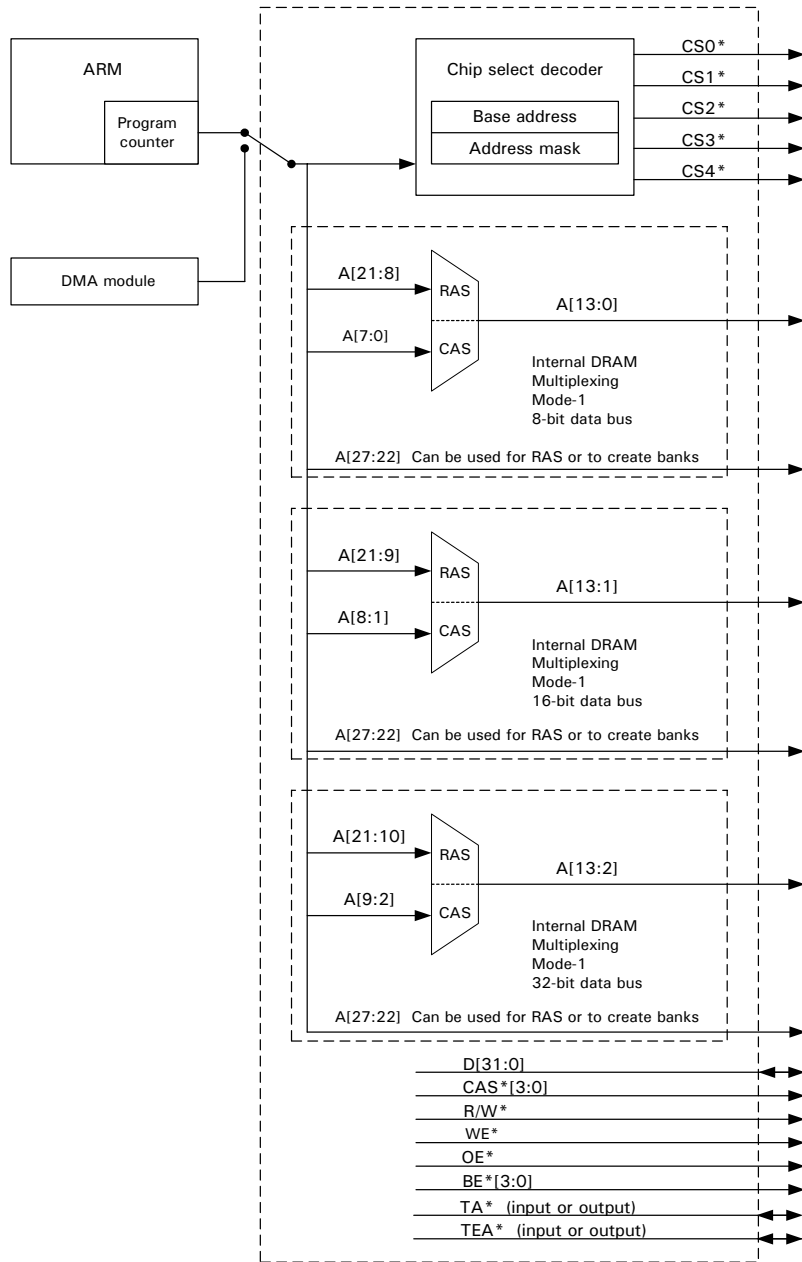 ARM
Program
counter
DMA module
Chip select decoder
Base address
Address mask
CS0*
CS1*
CS2*
CS3*
CS4*
A[21:8]
RAS
A[13:0]
A[7:0]
CAS
Internal DRAM
Multiplexing
Mode-1
8-bit data bus
A[27:22] Can be used for RAS or to create banks
A[21:9]
RAS
A[13:1]
A[8:1]
CAS
Internal DRAM
Multiplexing
Mode-1
16-bit data bus
A[27:22] Can be used for RAS or to create banks
A[21:10]
RAS
A[13:2]
A[9:2]
CAS
Internal DRAM
Multiplexing
Mode-1
32-bit data bus
A[27:22] Can be used for RAS or to create banks
D[31:0]
CAS*[3:0]
R/W*
WE*
OE*
BE*[3:0]
TA* (input or output)
TEA* (input or output)